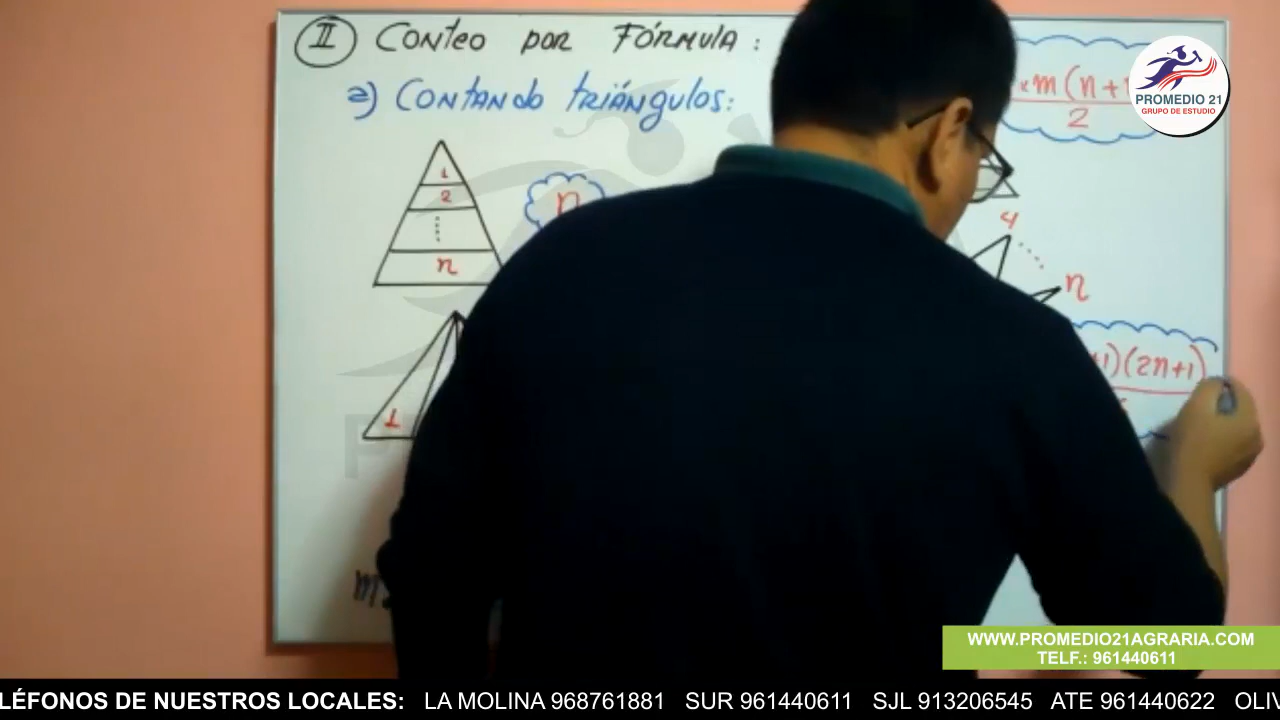 II CONTEO POR FÓRMULA:
a) CONTANDO TRIÁNGULOS:
m(n+1
2
PROMEDIO 21
GRUPO DE ESTUDIO
1
2
n
n
4
n
+1)(2n+1)
1
WWW.PROMEDIO21AGRARIA.COM
TELF.: 961440611
LÉFONOS DE NUESTROS LOCALES: LA MOLINA 968761881 SUR 961440611 SJL 913206545 ATE 961440622 OLIV